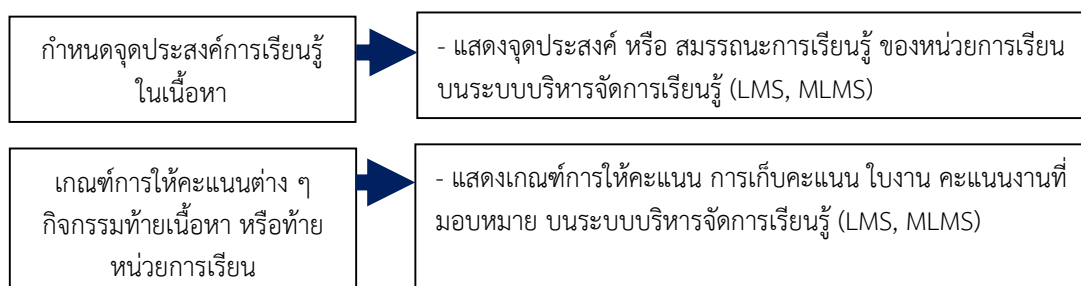 กำหนดจุดประสงค์การเรียนรู้
ในเนื้อหา
- แสดงจุดประสงค์ หรือ สมรรถนะการเรียนรู้ ของหน่วยการเรียน
บนระบบบริหารจัดการเรียนรู้ (LMS, MLMS)
เกณฑ์การให้คะแนนต่าง ๆ
กิจกรรมท้ายเนื้อหา หรือท้าย
หน่วยการเรียน
- แสดงเกณฑ์การให้คะแนน การเก็บคะแนน ใบงาน คะแนนงานที่
มอบหมาย บนระบบบริหารจัดการเรียนรู้ (LMS, MLMS)